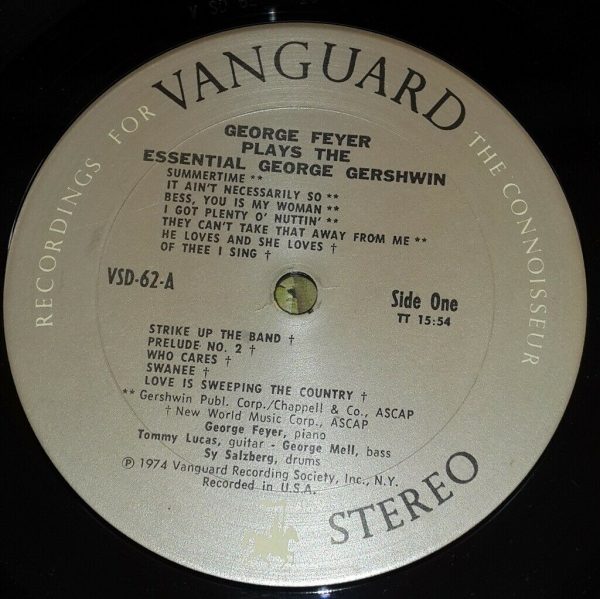 RECORDINGS FOR VANGUARD THE CONNOISSEUR
GEORGE FEYER
PLAYS THE
ESSENTIAL GEORGE GERSHWIN
SUMMERTIME **
IT AIN'T NECESSARILY SO **
BESS, YOU IS MY WOMAN **
I GOT PLENTY O' NUTTIN' **
THEY CAN'T TAKE THAT AWAY FROM ME **
HE LOVES AND SHE LOVES †
OF THEE I SING †
VSD-62-A
Side One
TT 15:54
STRIKE UP THE BAND †
PRELUDE NO. 2 †
WHO CARES †
SWANEE †
LOVE IS SWEEPING THE COUNTRY †
** Gershwin Publ. Corp./Chappell & Co., ASCAP
† New World Music Corp., ASCAP
George Feyer, piano
Tommy Lucas, guitar - George Mell, bass
Sy Salzberg, drums
℗ 1974 Vanguard Recording Society, Inc., N.Y.
Recorded in U.S.A.
STEREO